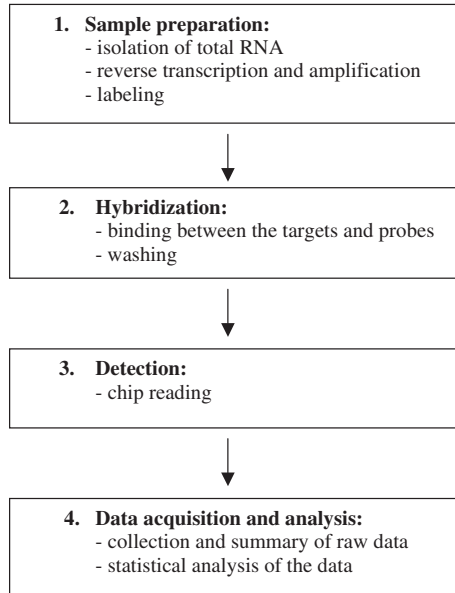 1. Sample preparation:
- isolation of total RNA
- reverse transcription and amplification
- labeling
2. Hybridization:
- binding between the targets and probes
- washing
3. Detection:
- chip reading
4. Data acquisition and analysis:
- collection and summary of raw data
- statistical analysis of the data